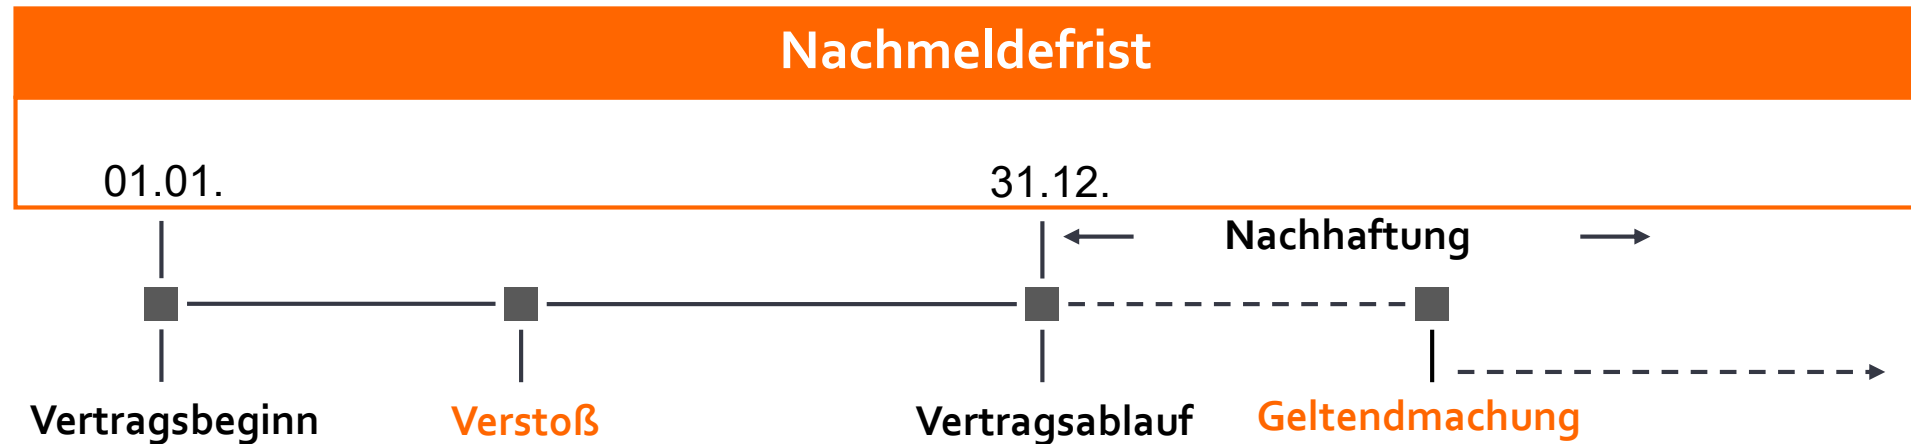 Nachmeldefrist
01.01.
31.12.
Nachhaftung
Vertragsbeginn
Verstoß
Vertragsablauf
Geltendmachung